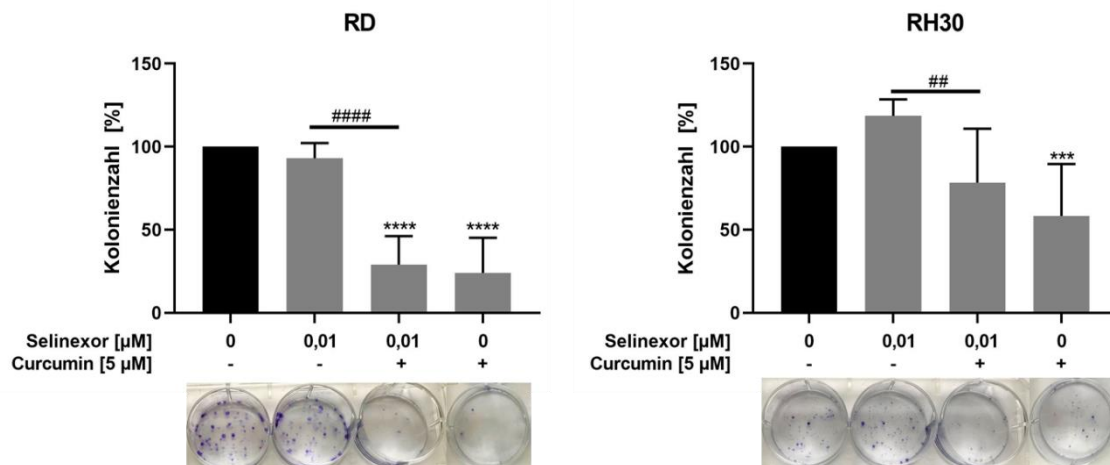 RD
150
####
100
50
0
**** ****
Kolonienzahl [%]
Selinexor [µM] 0 0,01 0,01 0
Curcumin [5 µM] - - + +
RH30
150
##
100
50
0
***
Kolonienzahl [%]
Selinexor [µM] 0 0,01 0,01 0
Curcumin [5 µM] - - + +